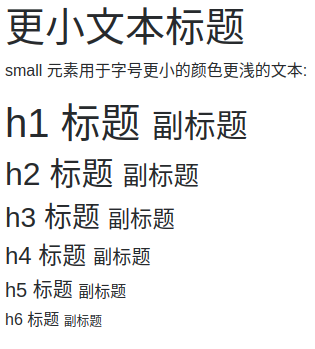 更小文本标题
small 元素用于字号更小的颜色更浅的文本:
h1 标题 副标题
h2 标题 副标题
h3 标题 副标题
h4 标题 副标题
h5 标题 副标题
h6 标题 副标题